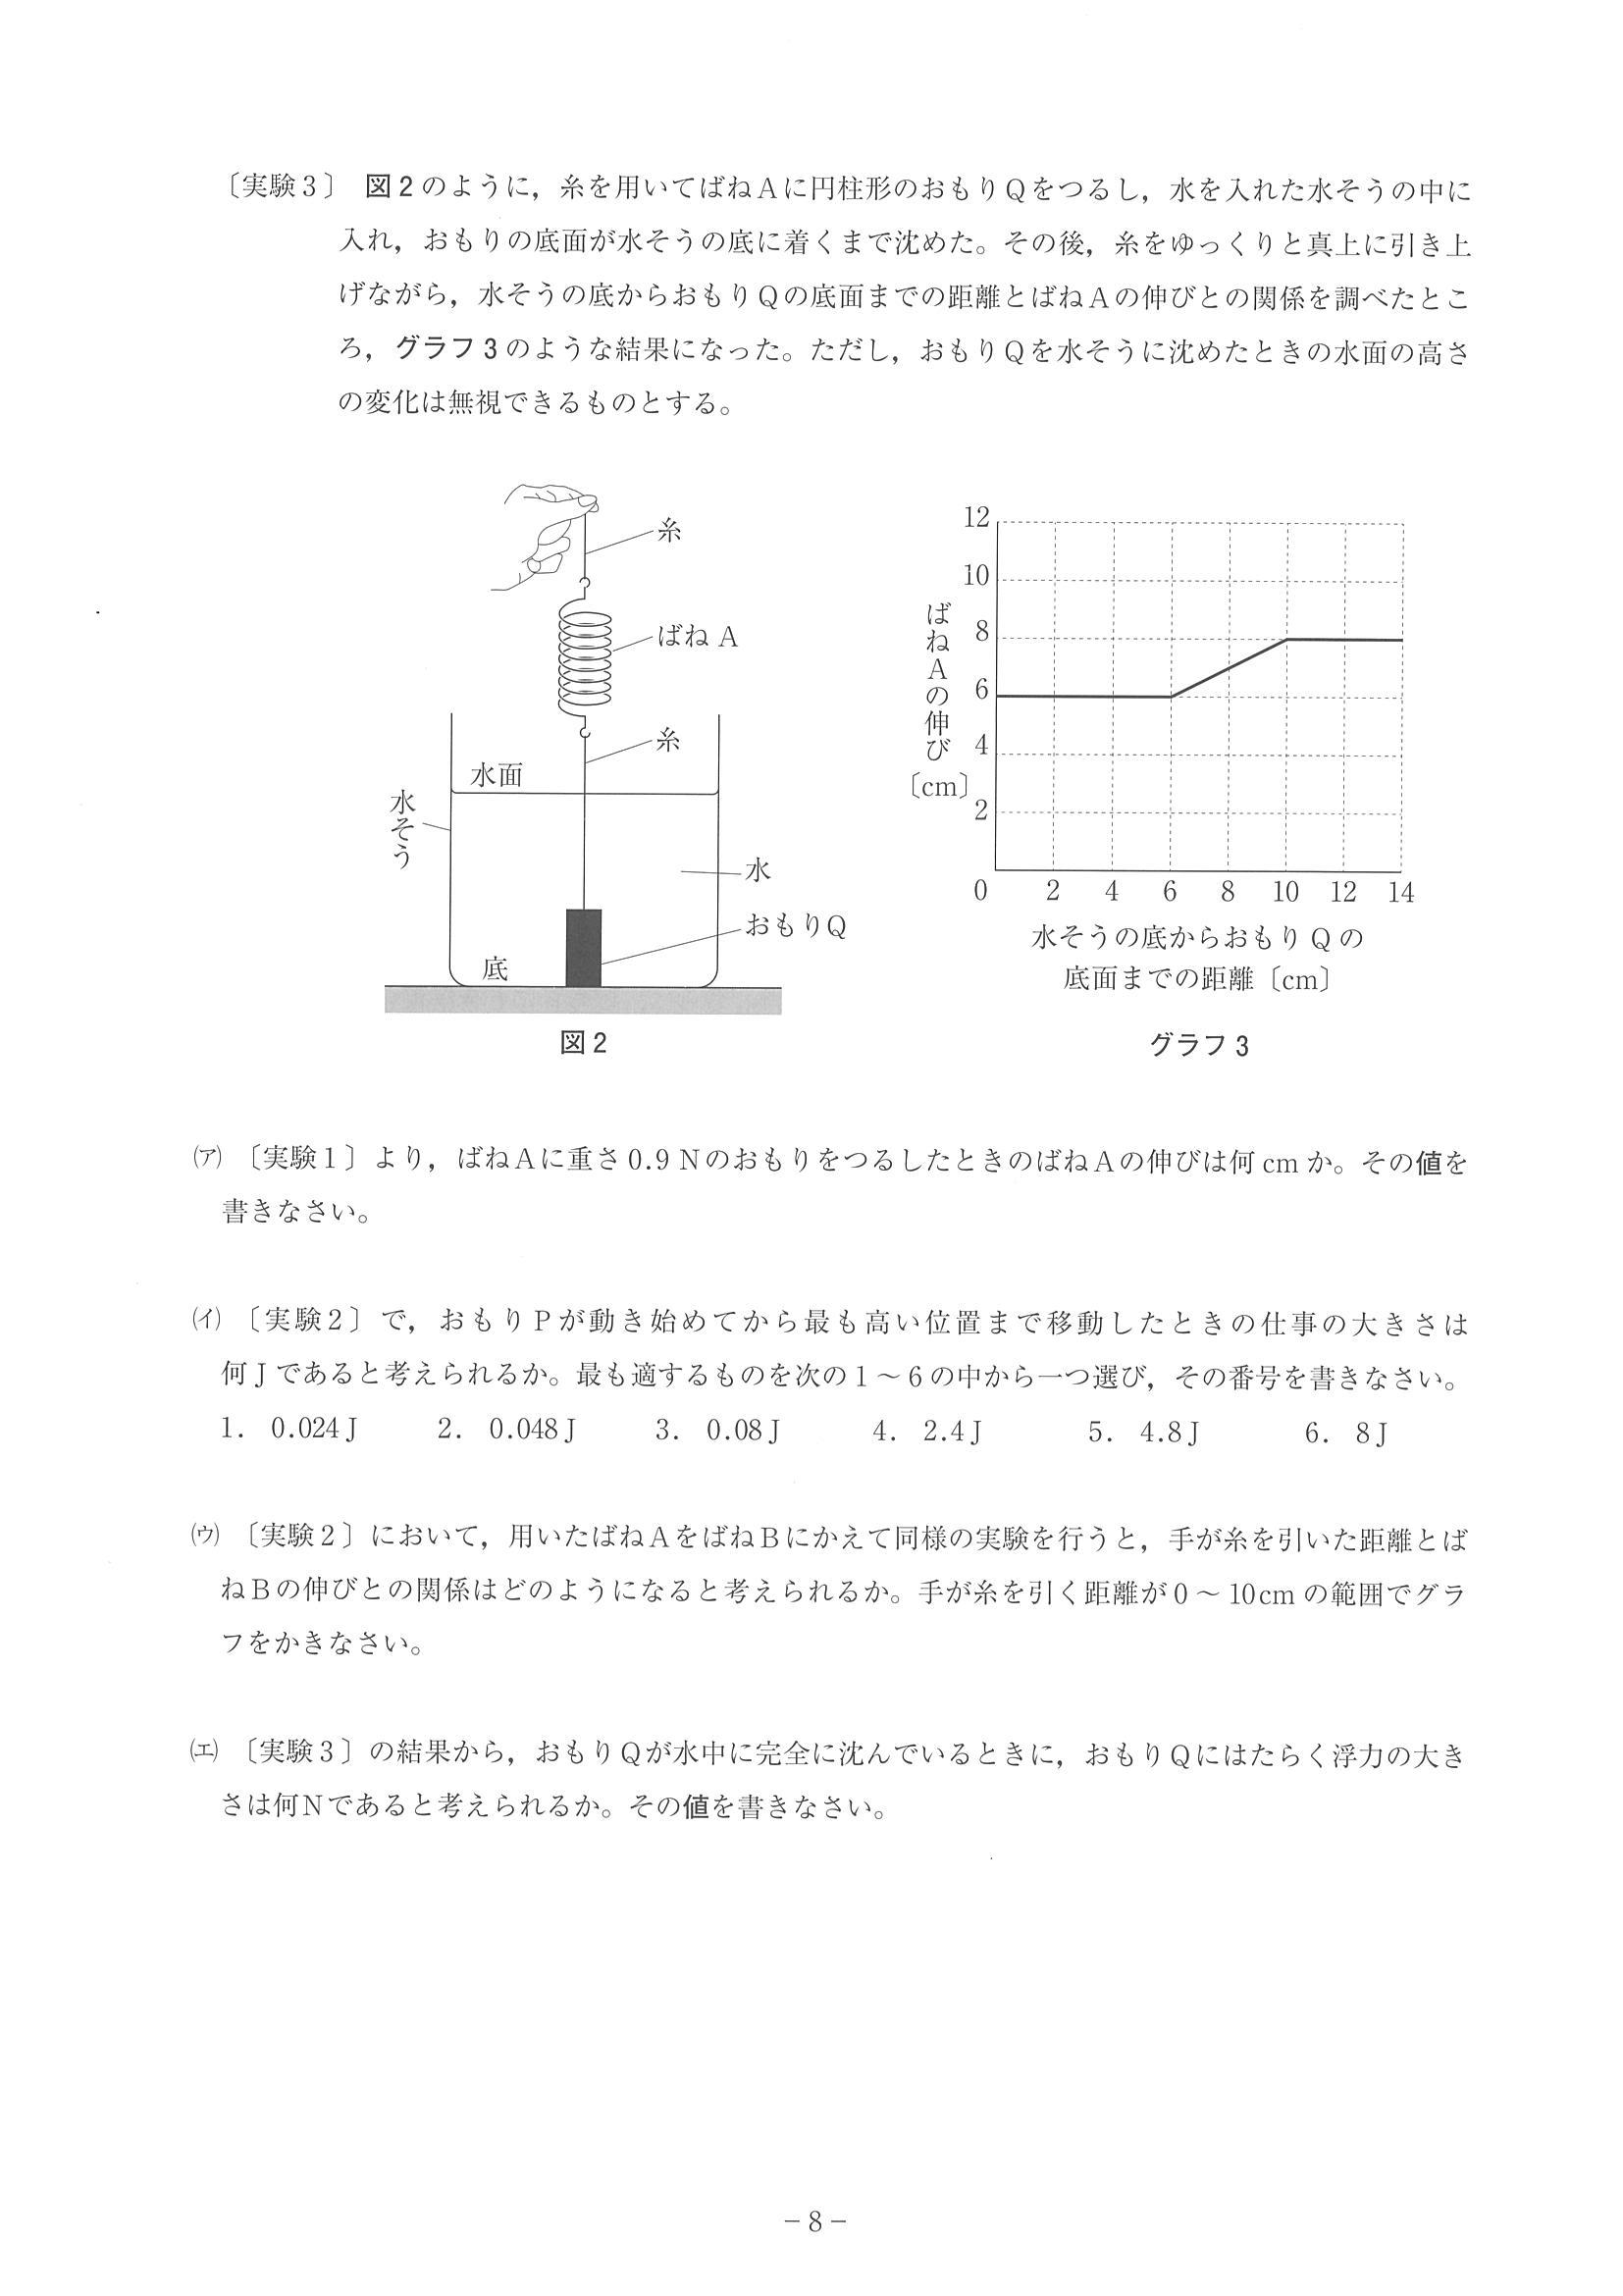 〔実験3〕 図2のように，糸を用いてばねAに円柱形のおもりQをつるし，水を入れた水そうの中に
入れ，おもりの底面が水そうの底に着くまで沈めた。その後，糸をゆっくりと真上に引き上
げながら，水そうの底からおもりQの底面までの距離とばねAの伸びとの関係を調べたとこ
ろ，グラフ3のような結果になった。ただし，おもりQを水そうに沈めたときの水面の高さ
の変化は無視できるものとする。
糸
ばねA
糸
水面
水そう
水
おもりQ
底
図2
12
10
8
6
4
2
ばねAの伸び
〔cm〕
0 2 4 6 8 10 12 14
水そうの底からおもりQの
底面までの距離〔cm〕
グラフ3
(ア) 〔実験1〕より，ばねAに重さ0.9NのおもりをつるしたときのばねAの伸びは何cmか。その値を
書きなさい。
(イ) 〔実験2〕で，おもりPが動き始めてから最も高い位置まで移動したときの仕事の大きさは
何Jであると考えられるか。最も適するものを次の1～6の中から一つ選び，その番号を書きなさい。
1. 0.024J 2. 0.048J 3. 0.08J 4. 2.4J 5. 4.8J 6. 8J
(ウ) 〔実験2〕において，用いたばねAをばねBにかえて同様の実験を行うと，手が糸を引いた距離とば
ねBの伸びとの関係はどのようになると考えられるか。手が糸を引く距離が0～10cmの範囲でグラ
フをかきなさい。
(エ) 〔実験3〕の結果から，おもりQが水中に完全に沈んでいるときに，おもりQにはたらく浮力の大き
さは何Nであると考えられるか。その値を書きなさい。
－8－